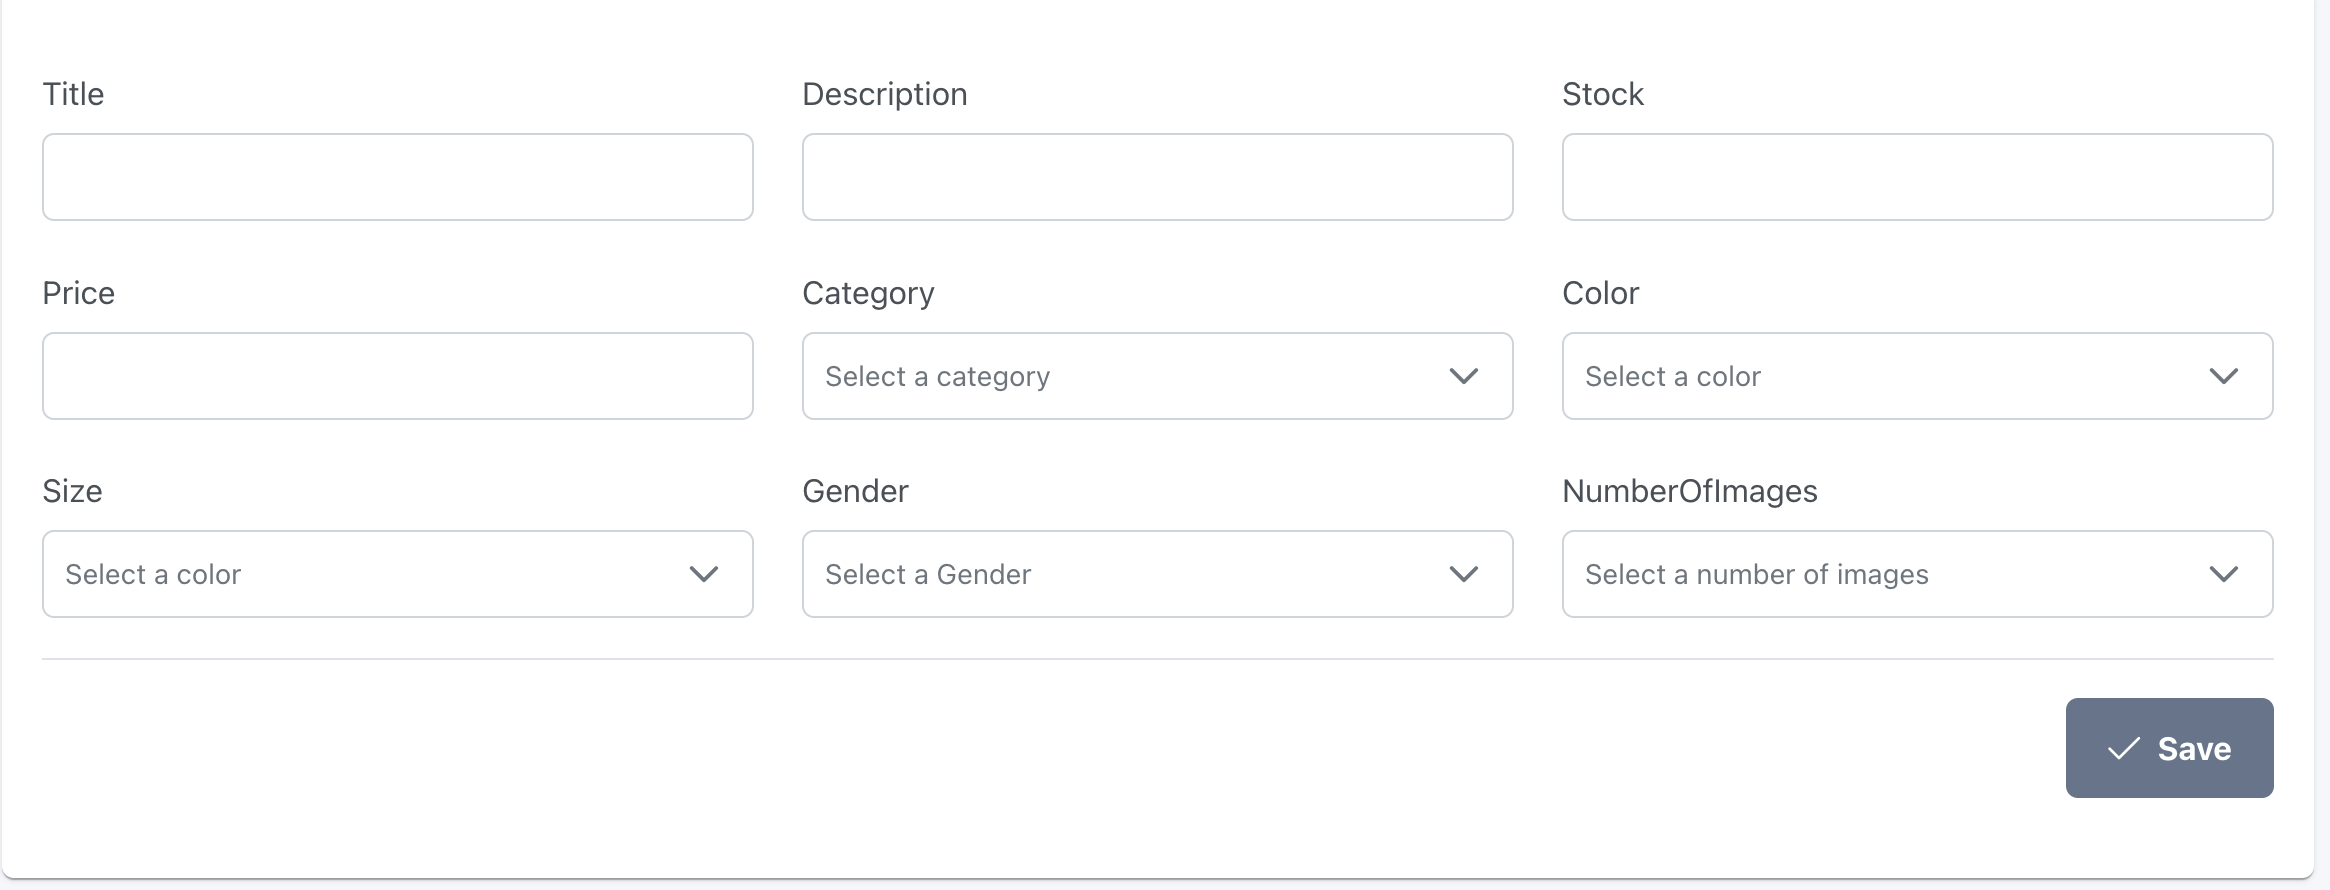 Title
Description
Stock
Price
Category
Color
Select a category
Select a color
Size
Gender
NumberOfImages
Select a color
Select a Gender
Select a number of images
Save